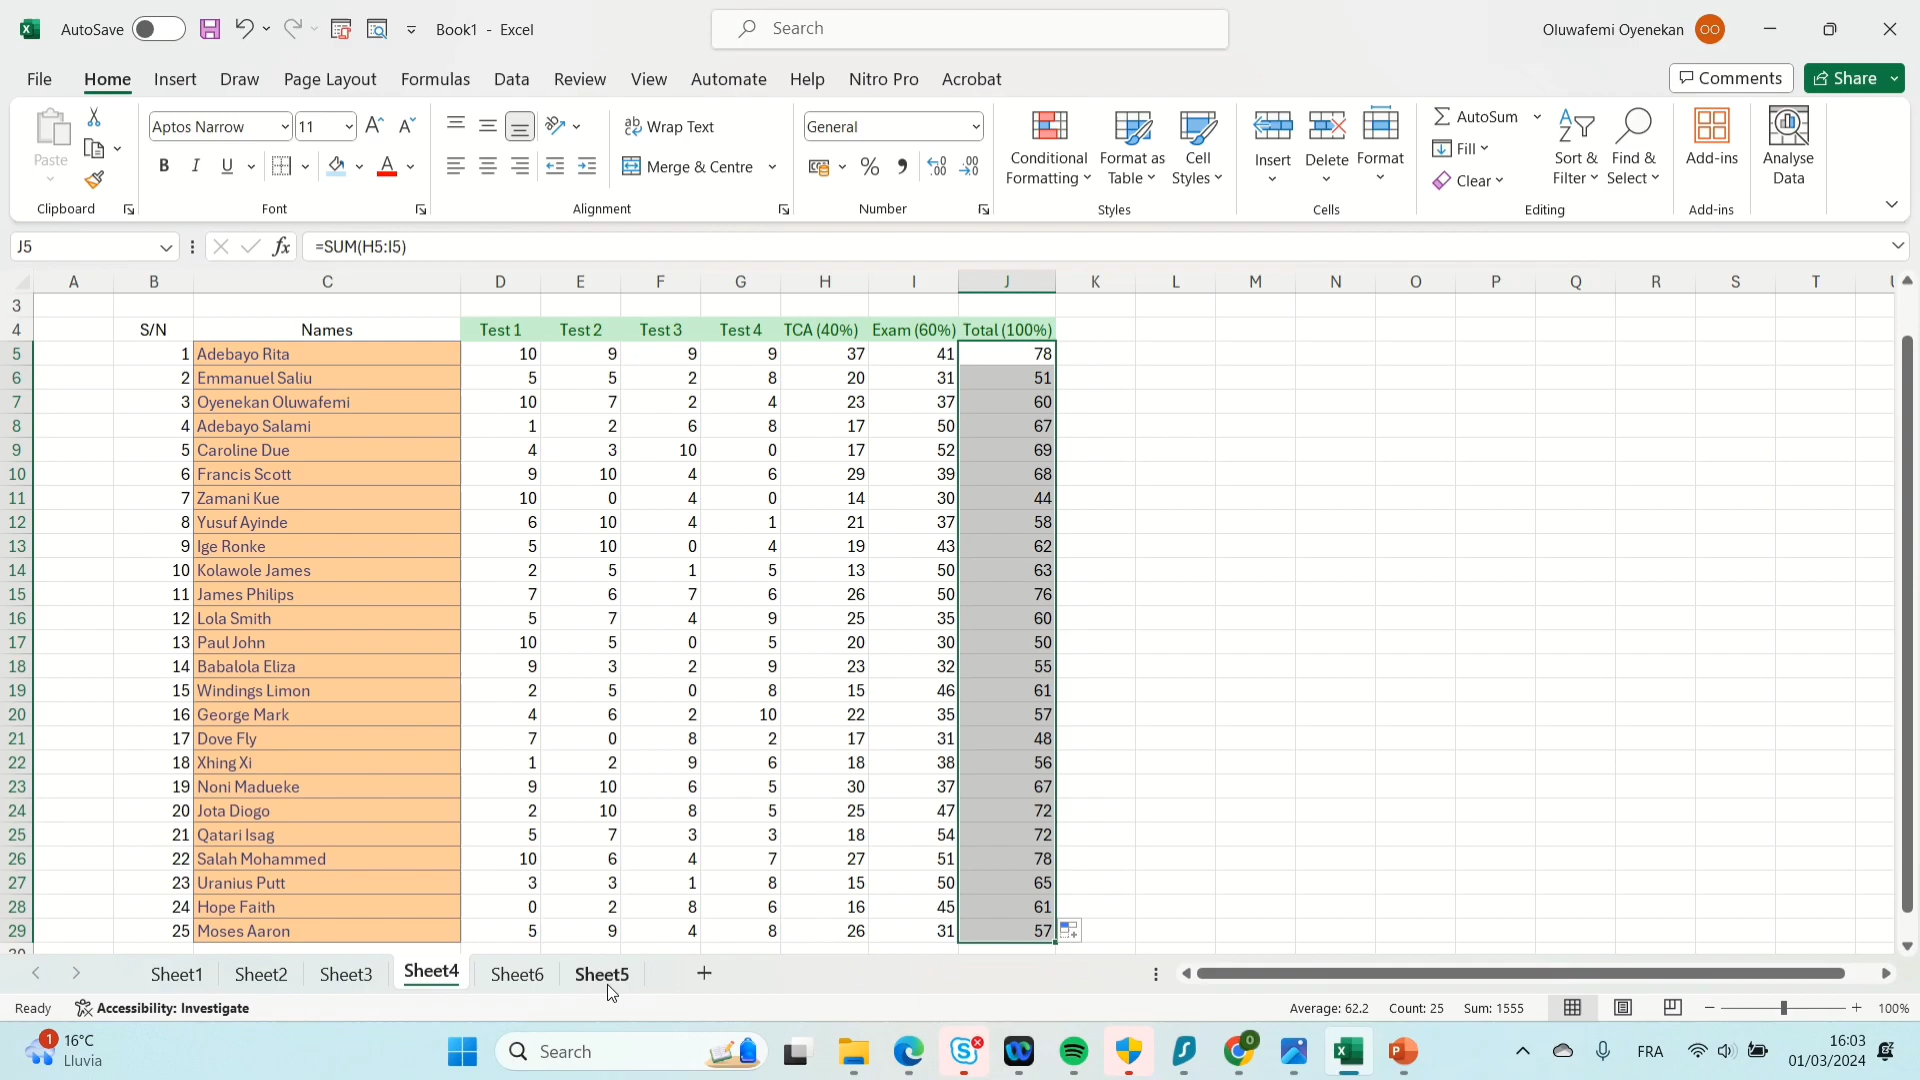 AutoSave Book1 - Excel Search Oluwafemi Oyenekan OO
File Home Insert Draw Page Layout Formulas Data Review View Automate Help Nitro Pro Acrobat Comments Share
Paste Aptos Narrow 11 A A Wrap Text General Conditional Formatting Format as Table Cell Styles Insert Delete Format AutoSum Fill Clear Sort & Filter Find & Select Add-ins Analyse Data
B I U A Merge & Centre %
Clipboard Font Alignment Number Styles Cells Editing Add-ins
J5 fx =SUM(H5:I5)
A B C D E F G H I J K L M N O P Q R S T
3
4 S/N Names Test 1 Test 2 Test 3 Test 4 TCA (40%) Exam (60%) Total (100%)
5 1 Adebayo Rita 10 9 9 9 37 41 78
6 2 Emmanuel Saliu 5 5 2 8 20 31 51
7 3 Oyenekan Oluwafemi 10 7 2 4 23 37 60
8 4 Adebayo Salami 1 2 6 8 17 50 67
9 5 Caroline Due 4 3 10 0 17 52 69
10 6 Francis Scott 9 10 4 6 29 39 68
11 7 Zamani Kue 10 0 4 0 14 30 44
12 8 Yusuf Ayinde 6 10 4 1 21 37 58
13 9 Ige Ronke 5 10 0 4 19 43 62
14 10 Kolawole James 2 5 1 5 13 50 63
15 11 James Philips 7 6 7 6 26 50 76
16 12 Lola Smith 5 7 4 9 25 35 60
17 13 Paul John 10 5 0 5 20 30 50
18 14 Babalola Eliza 9 3 2 9 23 32 55
19 15 Windings Limon 2 5 0 8 15 46 61
20 16 George Mark 4 6 2 10 22 35 57
21 17 Dove Fly 7 0 8 2 17 31 48
22 18 Xhing Xi 1 2 9 6 18 38 56
23 19 Noni Madueke 9 10 6 5 30 37 67
24 20 Jota Diogo 2 10 8 5 25 47 72
25 21 Qatari Isag 5 7 3 3 18 54 72
26 22 Salah Mohammed 10 6 4 7 27 51 78
27 23 Uranius Putt 3 3 1 8 15 50 65
28 24 Hope Faith 0 2 8 6 16 45 61
29 25 Moses Aaron 5 9 4 8 26 31 57
Sheet1 Sheet2 Sheet3 Sheet4 Sheet6 Sheet5
Ready Accessibility: Investigate Average: 62.2 Count: 25 Sum: 1555 100%
1 16°C Search FRA 16:03
Lluvia 01/03/2024